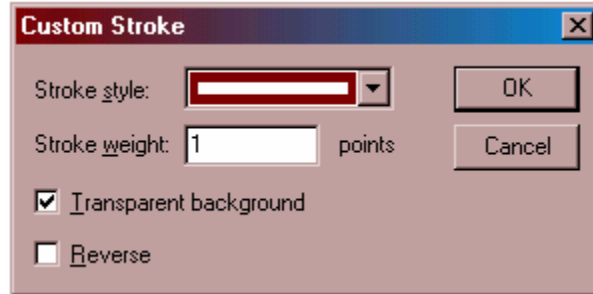 Custom Stroke
Stroke style:
OK
Stroke weight: 1 points
Cancel
Transparent background
Reverse